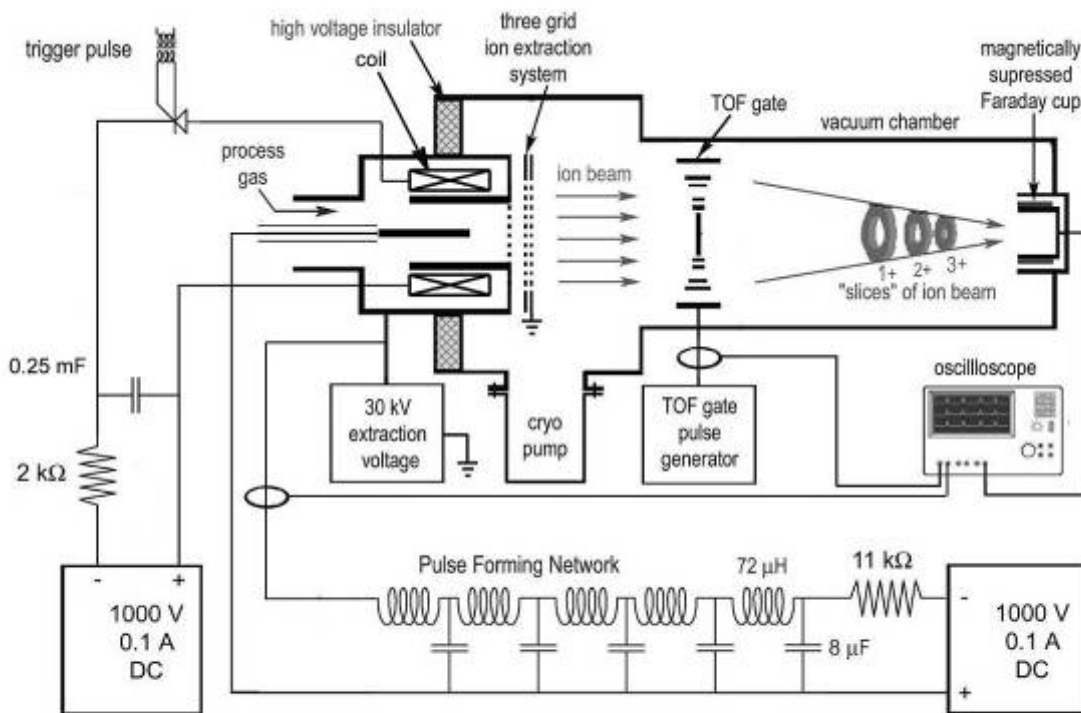 trigger pulse
high voltage insulator
coil
three grid
ion extraction
system
TOF gate
vacuum chamber
magnetically
supressed
Faraday cup
process
gas
ion beam
1+
2+
3+
"slices" of ion beam
0.25 mF
2 kΩ
30 kV
extraction
voltage
cryo
pump
TOF gate
pulse
generator
oscillloscope
Pulse Forming Network
72 μH
11 kΩ
8 μF
- +
1000 V
0.1 A
DC
-
1000 V
0.1 A
DC
+